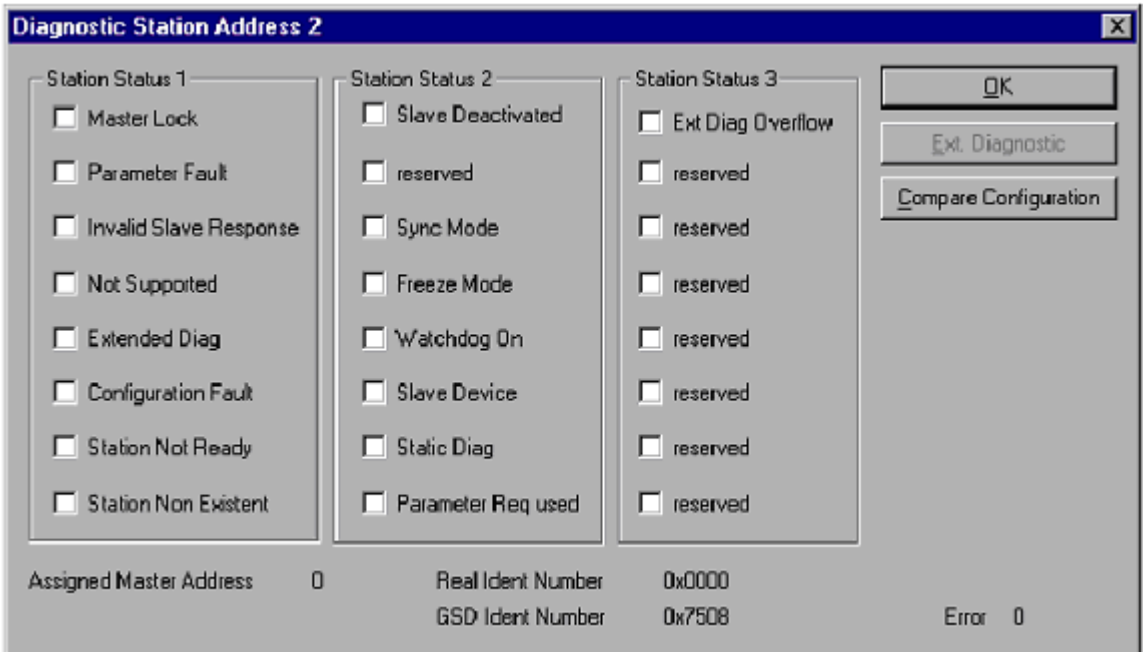 Diagnostic Station Address 2
Station Status 1
Master Lock
Parameter Fault
Invalid Slave Response
Not Supported
Extended Diag
Configuration Fault
Station Not Ready
Station Non Existent
Station Status 2
Slave Deactivated
reserved
Sync Mode
Freeze Mode
Watchdog On
Slave Device
Static Diag
Parameter Req used
Station Status 3
Ext Diag Overflow
reserved
reserved
reserved
reserved
reserved
reserved
reserved
OK
Ext. Diagnostic
Compare Configuration
Assigned Master Address 0
Real Ident Number 0x0000
GSD Ident Number 0x7508
Error 0